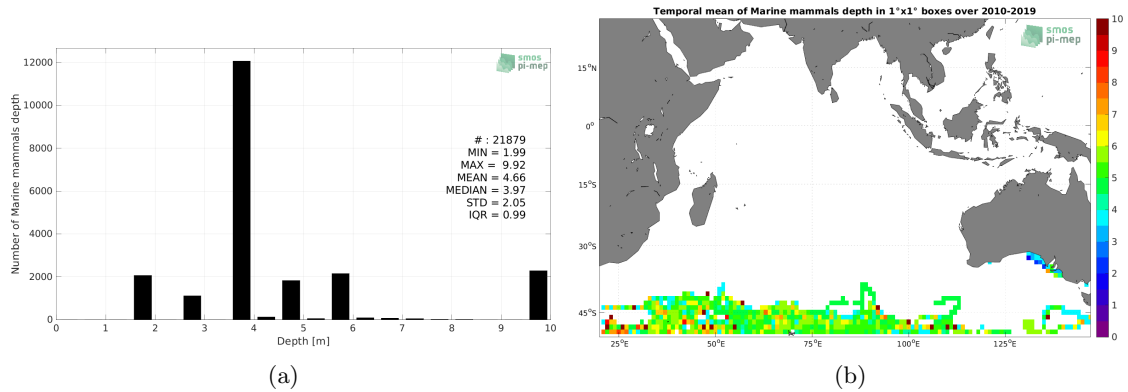 smos
pi-mep
Number of Marine mammals depth
12000
10000
8000
6000
4000
2000
0
# : 21879
MIN = 1.99
MAX = 9.92
MEAN = 4.66
MEDIAN = 3.97
STD = 2.05
IQR = 0.99
0 1 2 3 4 5 6 7 8 9 10
Depth [m]
(a)
Temporal mean of Marine mammals depth in 1°x1° boxes over 2010-2019
smos
pi-mep
15°N
0°
15°S
30°S
45°S
25°E 50°E 75°E 100°E 125°E
10
9
8
7
6
5
4
3
2
1
0
(b)